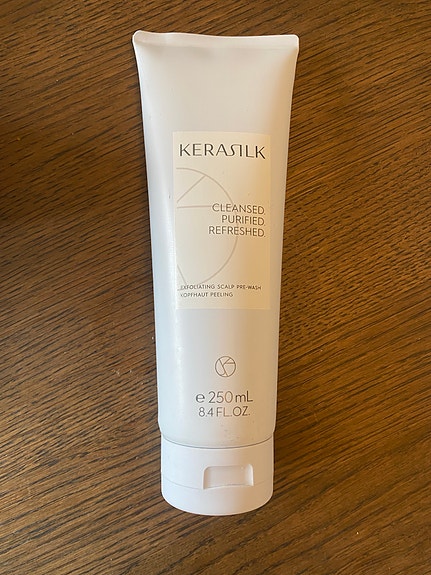 KERASILK
CLEANSED.
PURIFIED.
REFRESHED.
EXFOLIATING SCALP PRE-WASH
KOPFHAUT PEELING
℮ 250 mL
8.4 FL.OZ.